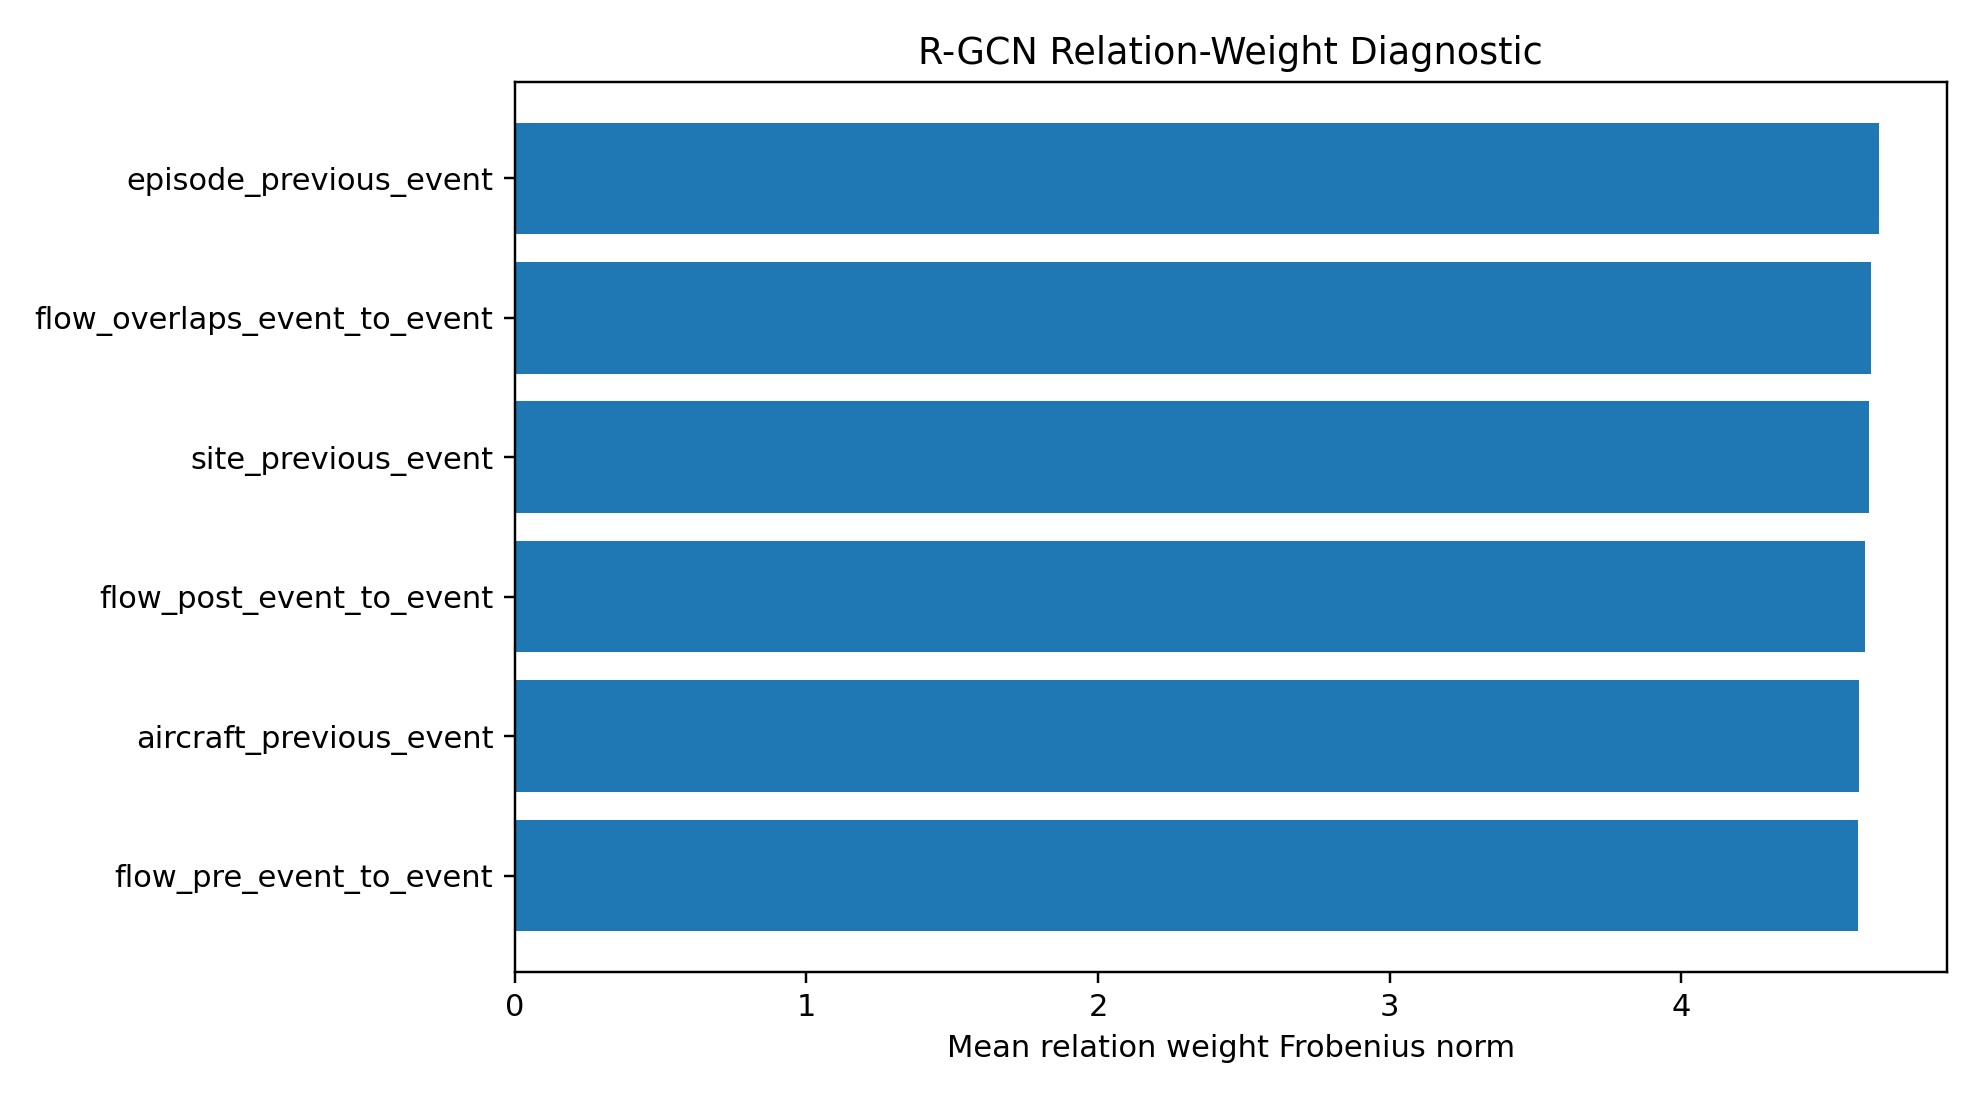 R-GCN Relation-Weight Diagnostic
episode_previous_event
flow_overlaps_event_to_event
site_previous_event
flow_post_event_to_event
aircraft_previous_event
flow_pre_event_to_event
0 1 2 3 4
Mean relation weight Frobenius norm